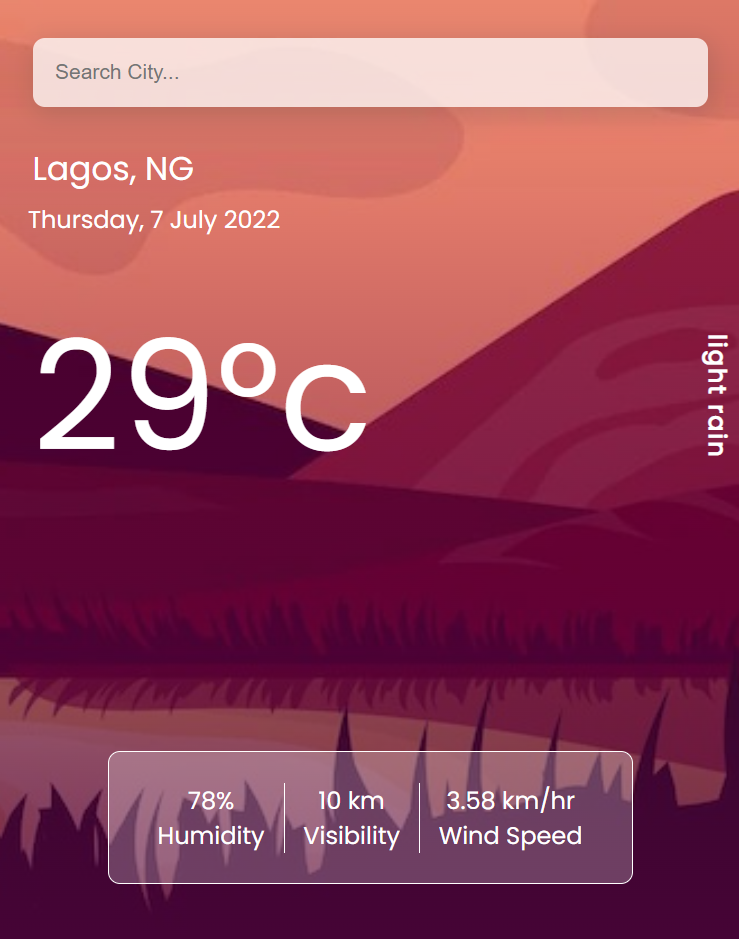 Search City...
Lagos, NG
Thursday, 7 July 2022
29°c
light rain
78%
Humidity
10 km
Visibility
3.58 km/hr
Wind Speed